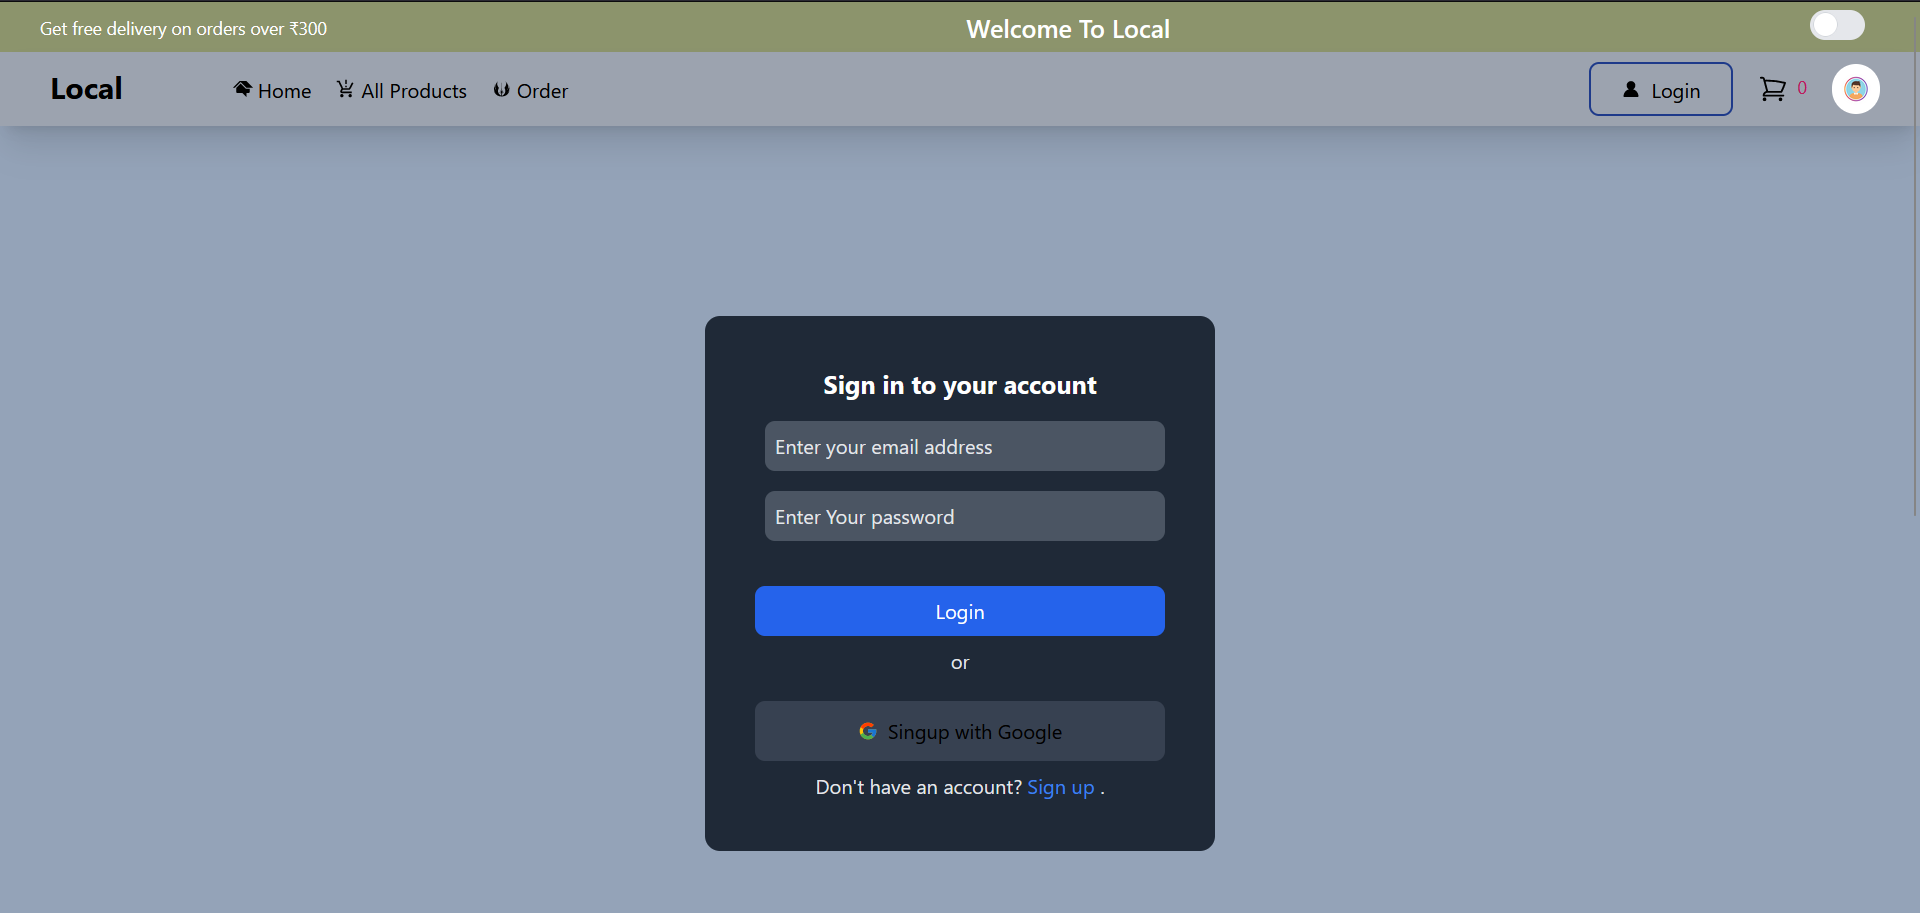 Get free delivery on orders over ₹300
Welcome To Local
Local
Home
All Products
Order
Login
0
Sign in to your account
Enter your email address
Enter Your password
Login
or
Singup with Google
Don't have an account? Sign up .